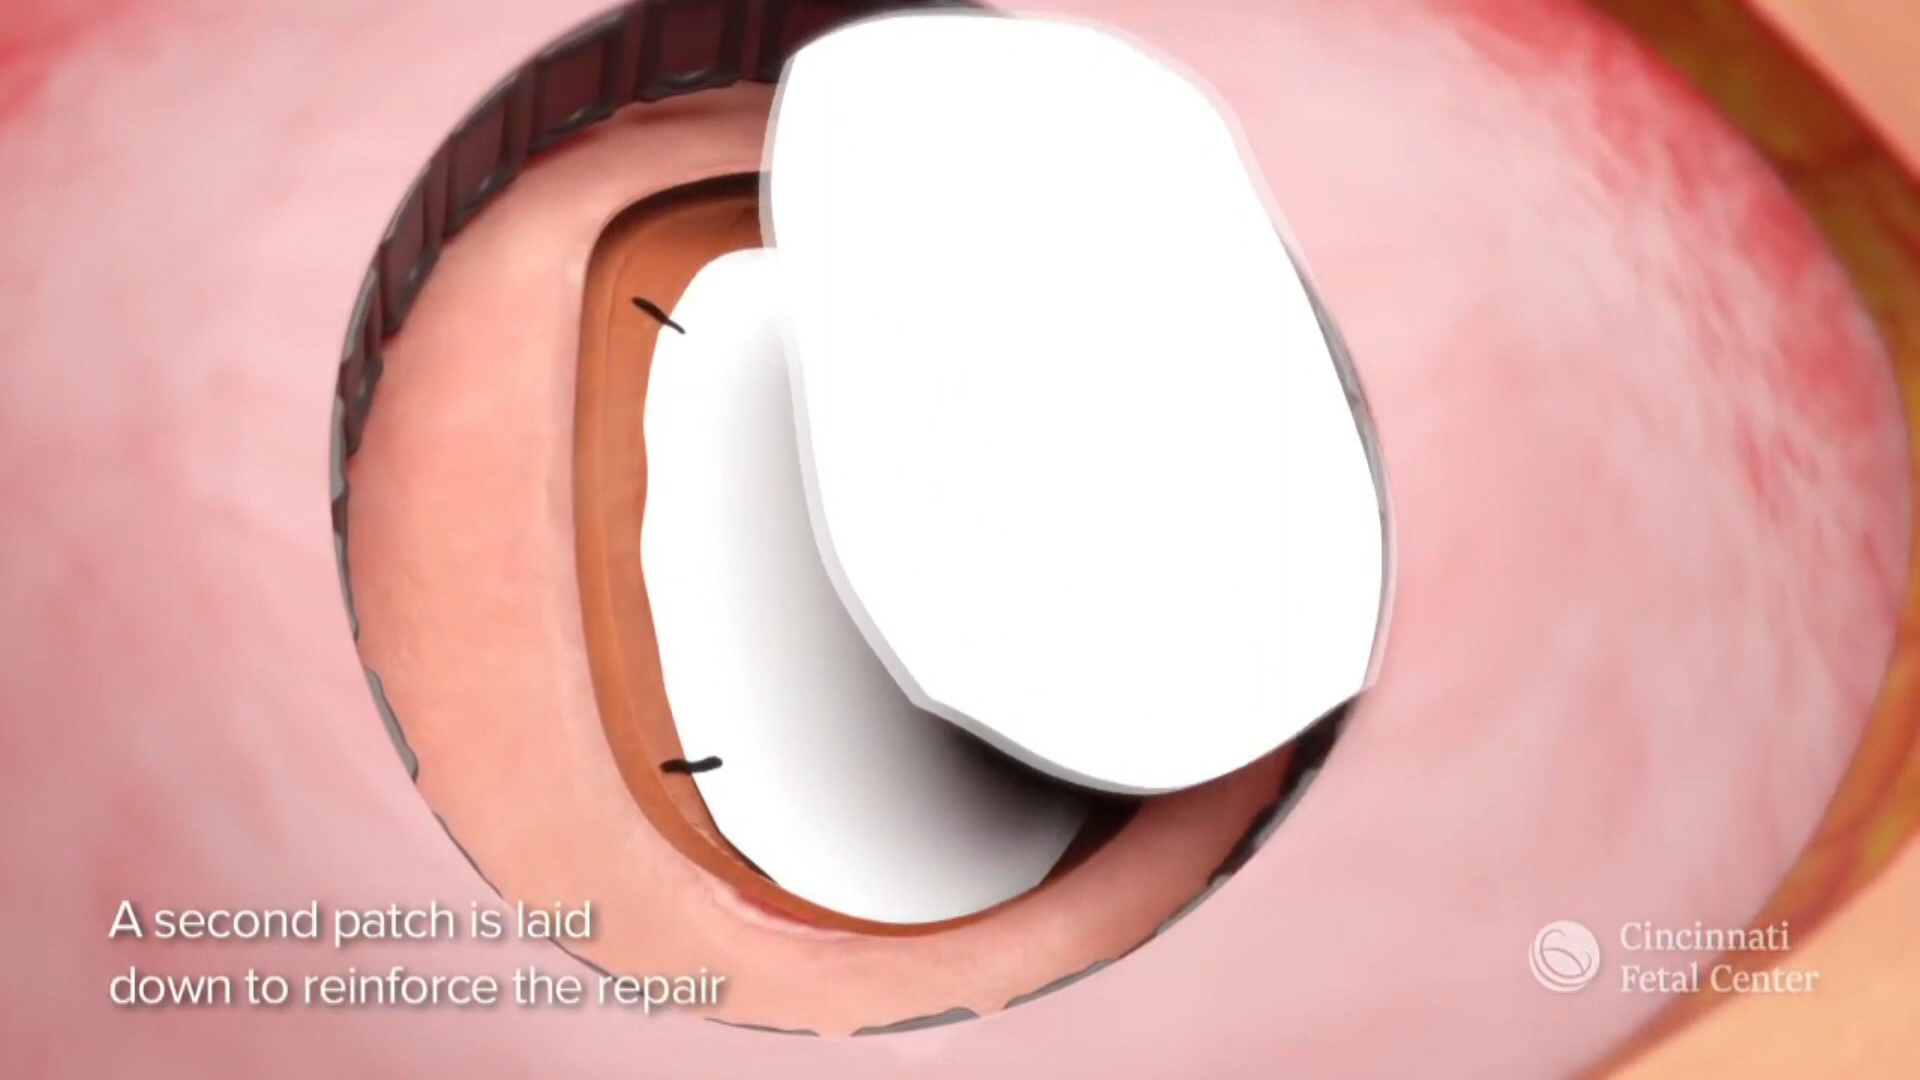 A second patch is laid
down to reinforce the repair
Cincinnati
Fetal Center